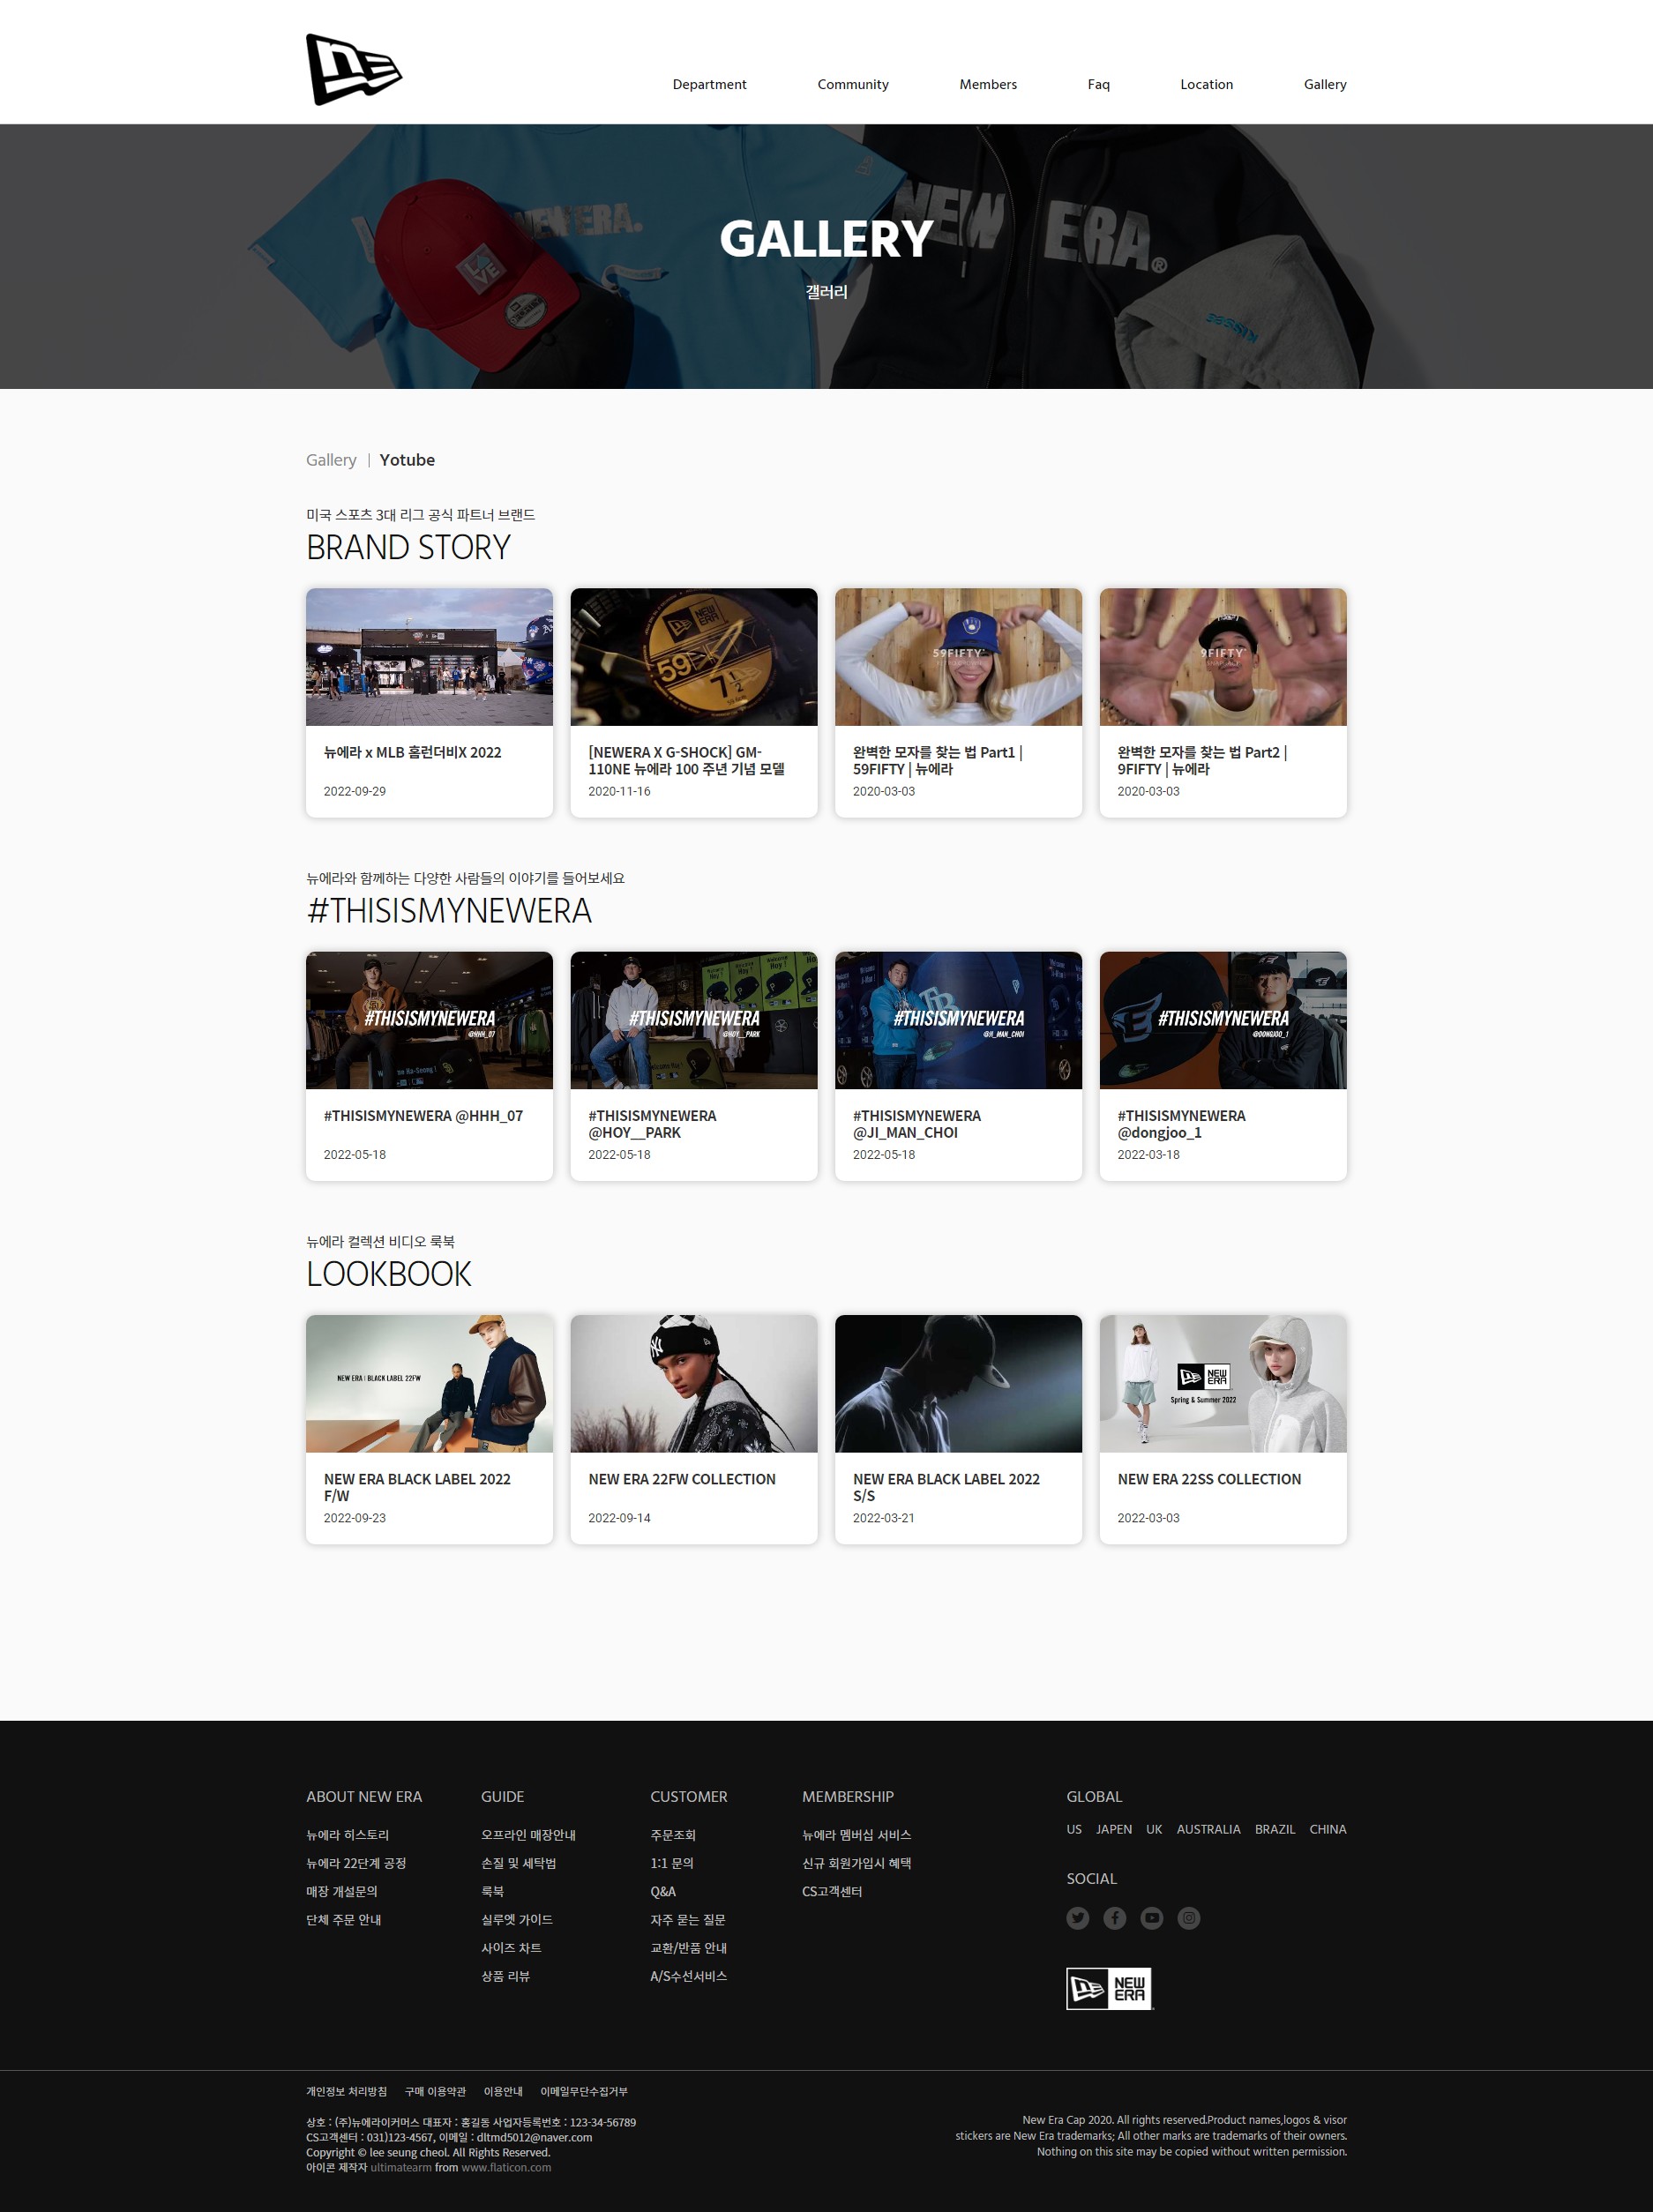 Department Community Members Faq Location Gallery
NEW ERA.
LOVE
NEW ERA®
GALLERY
갤러리
Gallery | Yotube
미국 스포츠 3대 리그 공식 파트너 브랜드
BRAND STORY
NEW ERA
59
7 1/2
59FIFTY
9FIFTY
뉴에라 x MLB 홈런더비X 2022
2022-09-29
[NEWERA X G-SHOCK] GM-
110NE 뉴에라 100 주년 기념 모델
2020-11-16
완벽한 모자를 찾는 법 Part1 |
59FIFTY | 뉴에라
2020-03-03
완벽한 모자를 찾는 법 Part2 |
9FIFTY | 뉴에라
2020-03-03
뉴에라와 함께하는 다양한 사람들의 이야기를 들어보세요
#THISISMYNEWERA
#THISISMYNEWERA
@HHH_07
#THISISMYNEWERA
@HOY__PARK
#THISISMYNEWERA
@JI_MAN_CHOI
#THISISMYNEWERA
@DONGJOO_1
#THISISMYNEWERA @HHH_07
2022-05-18
#THISISMYNEWERA
@HOY__PARK
2022-05-18
#THISISMYNEWERA
@JI_MAN_CHOI
2022-05-18
#THISISMYNEWERA
@dongjoo_1
2022-03-18
뉴에라 컬렉션 비디오 룩북
LOOKBOOK
NEW ERA | BLACK LABEL 22FW
NEW ERA
Spring & Summer 2022
NEW ERA BLACK LABEL 2022
F/W
2022-09-23
NEW ERA 22FW COLLECTION
2022-09-14
NEW ERA BLACK LABEL 2022
S/S
2022-03-21
NEW ERA 22SS COLLECTION
2022-03-03
ABOUT NEW ERA
뉴에라 히스토리
뉴에라 22단계 공정
매장 개설문의
단체 주문 안내
GUIDE
오프라인 매장안내
손질 및 세탁법
룩북
실루엣 가이드
사이즈 차트
상품 리뷰
CUSTOMER
주문조회
1:1 문의
Q&A
자주 묻는 질문
교환/반품 안내
A/S수선서비스
MEMBERSHIP
뉴에라 멤버십 서비스
신규 회원가입시 혜택
CS고객센터
GLOBAL
US JAPEN UK AUSTRALIA BRAZIL CHINA
SOCIAL
NEW ERA
개인정보 처리방침 구매 이용약관 이용안내 이메일무단수집거부
상호 : (주)뉴에라이커머스 대표자 : 홍길동 사업자등록번호 : 123-34-56789
CS고객센터 : 031)123-4567, 이메일 : dltmd5012@naver.com
Copyright © lee seung cheol. All Rights Reserved.
아이콘 제작자 ultimatearm from www.flaticon.com
New Era Cap 2020. All rights reserved.Product names,logos & visor
stickers are New Era trademarks; All other marks are trademarks of their owners.
Nothing on this site may be copied without written permission.